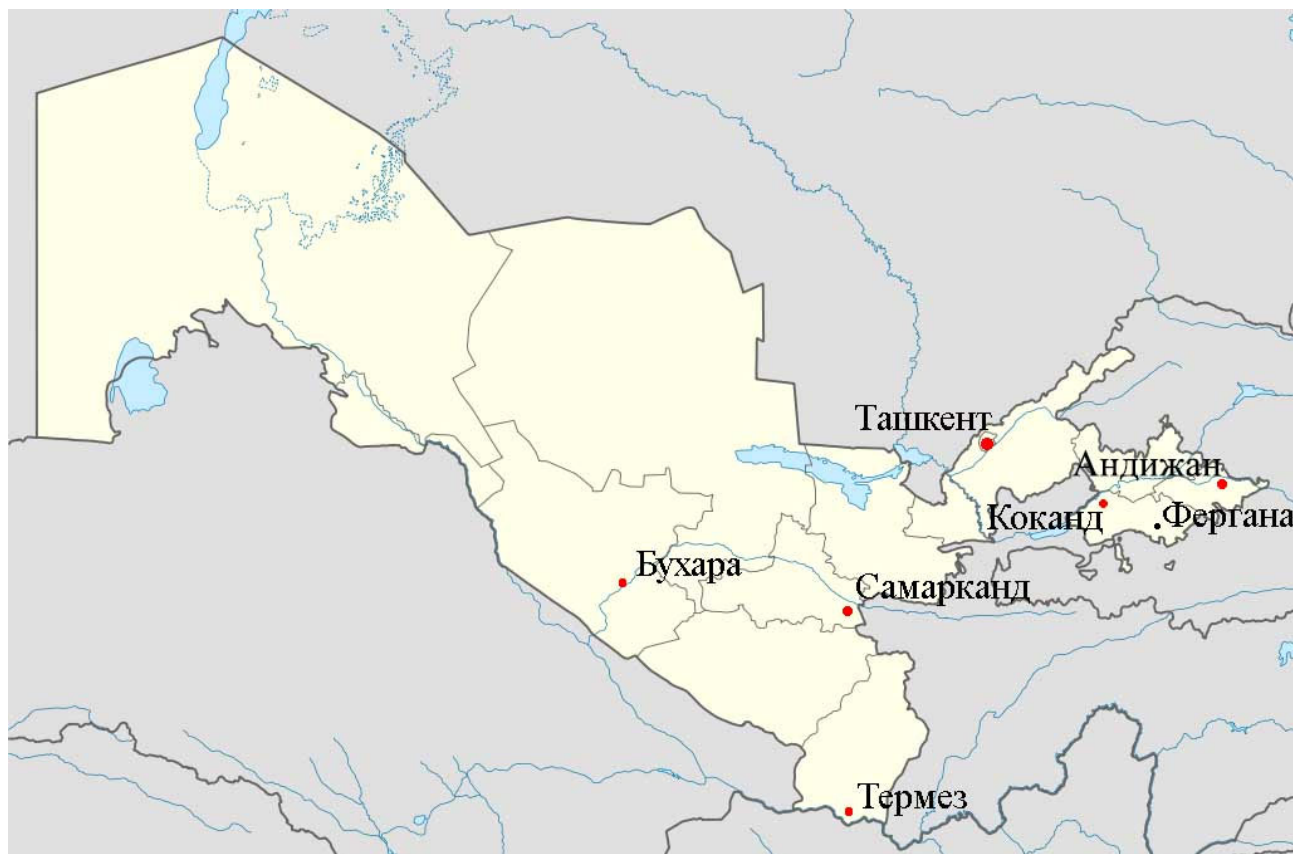 Ташкент
Андижан
Коканд
Фергана
Бухара
Самарканд
Термез